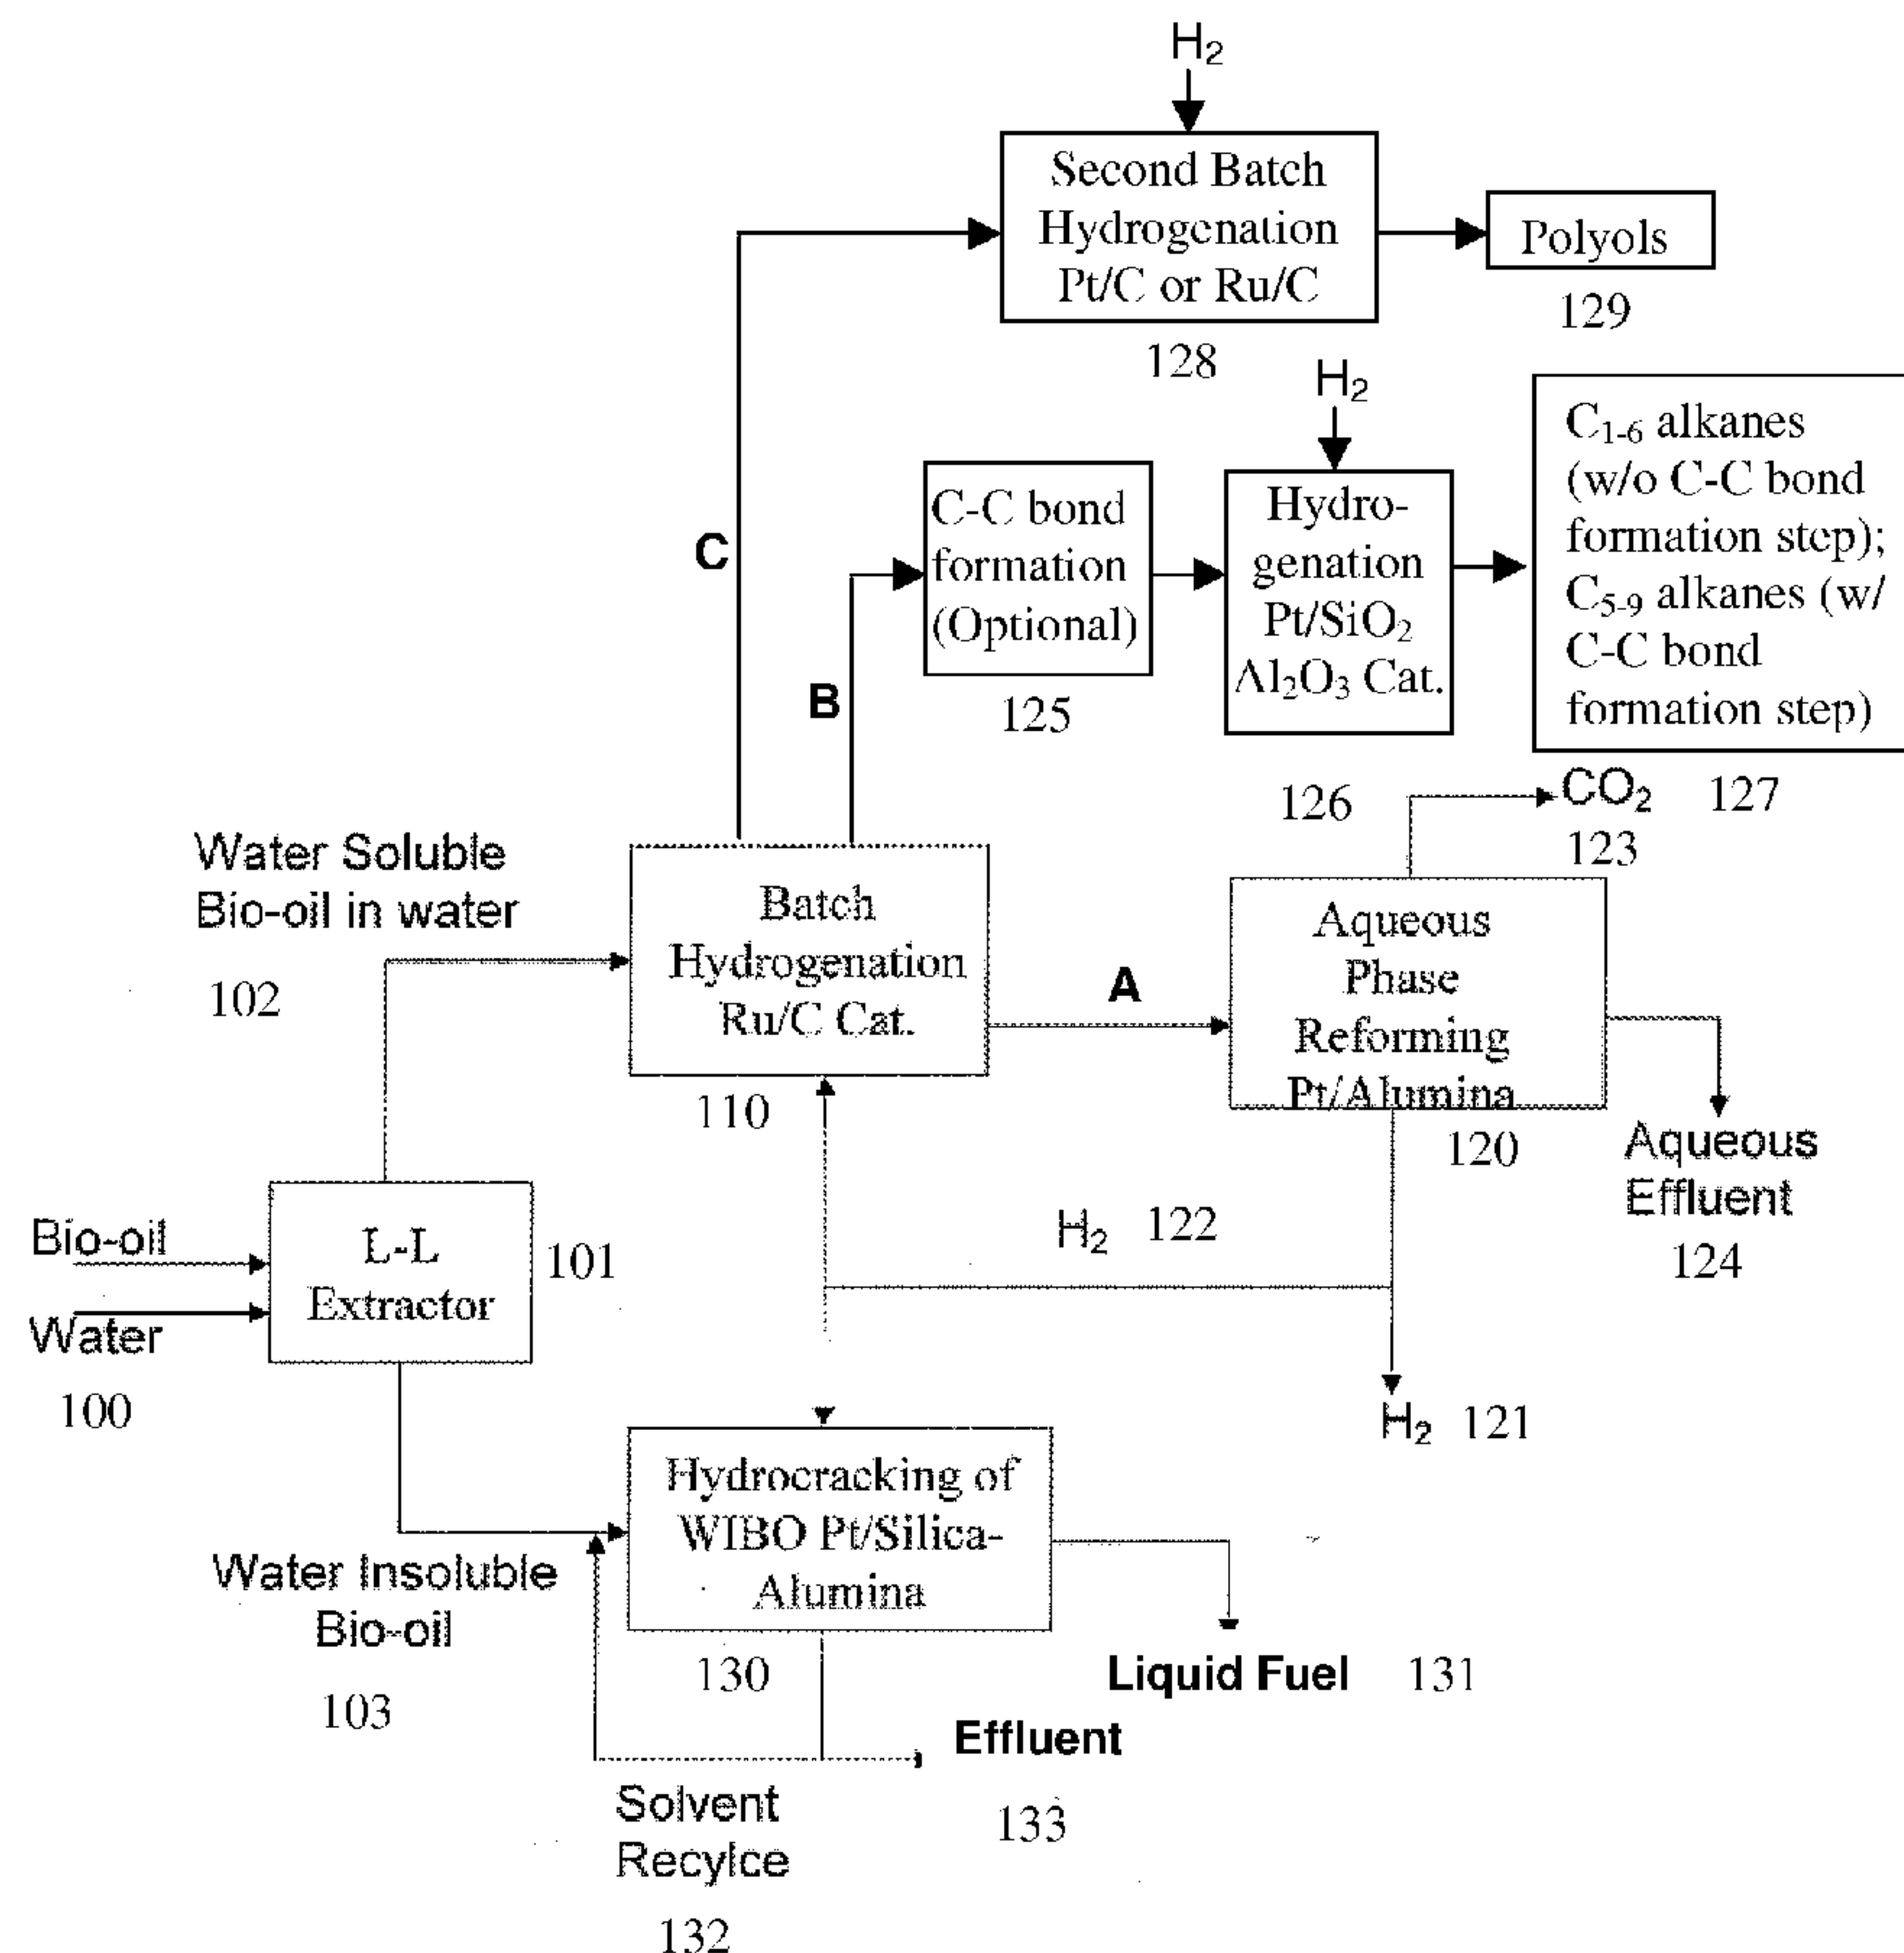 H2
Second Batch
Hydrogenation
Pt/C or Ru/C
128
Polyols
129
H2
C
B
C-C bond
formation
(Optional)
125
Hydro-
genation
Pt/SiO2
Al2O3 Cat.
126
C1-6 alkanes
(w/o C-C bond
formation step);
C5-9 alkanes (w/
C-C bond
formation step)
127
CO2
123
Water Soluble
Bio-oil in water
102
Batch
Hydrogenation
Ru/C Cat.
110
A
Aqueous
Phase
Reforming
Pt/Alumina
120
Aqueous
Effluent
124
Bio-oil
Water
100
L-L
Extractor
101
H2 122
H2 121
Water Insoluble
Bio-oil
103
Hydrocracking of
WIBO Pt/Silica-
Alumina
130
Liquid Fuel 131
Effluent
133
Solvent
Recylce
132